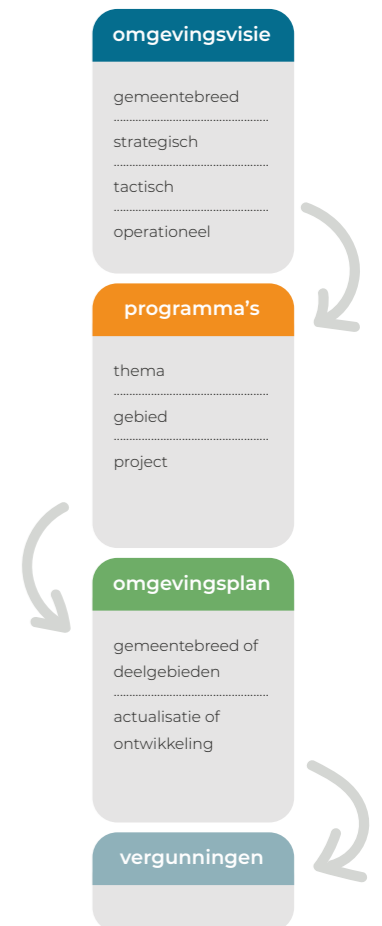 omgevingsvisie
gemeentebreed
strategisch
tactisch
operationeel
programma’s
thema
gebied
project
omgevingsplan
gemeentebreed of
deelgebieden
actualisatie of
ontwikkeling
vergunningen